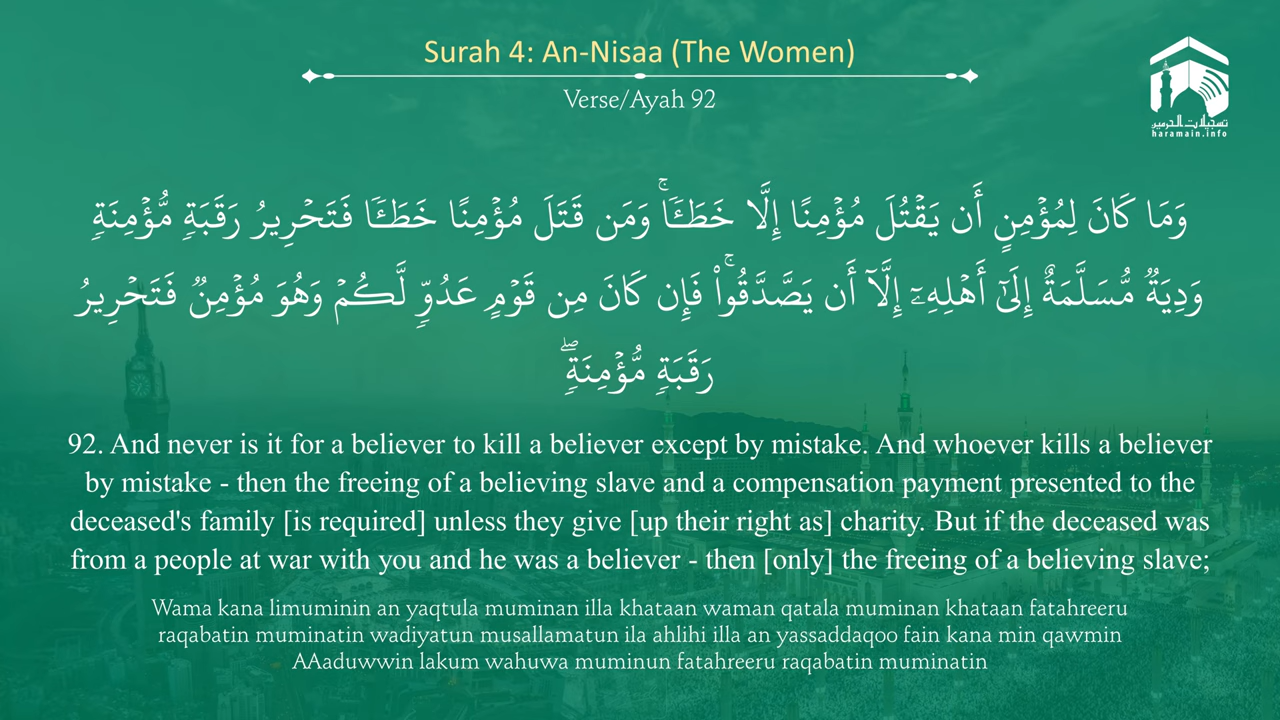 Surah 4: An-Nisaa (The Women)
Verse/Ayah 92
تسجيلات الحرمين
haramain.info
وَمَا كَانَ لِمُؤْمِنٍ أَن يَقْتُلَ مُؤْمِنًا إِلَّا خَطَـًٔا ۚ وَمَن قَتَلَ مُؤْمِنًا خَطَـًٔا فَتَحْرِيرُ رَقَبَةٍ مُّؤْمِنَةٍ
وَدِيَةٌ مُّسَلَّمَةٌ إِلَىٰٓ أَهْلِهِۦٓ إِلَّآ أَن يَصَّدَّقُوا۟ ۚ فَإِن كَانَ مِن قَوْمٍ عَدُوٍّ لَّكُمْ وَهُوَ مُؤْمِنٌ فَتَحْرِيرُ
رَقَبَةٍ مُّؤْمِنَةٍ ۖ
92. And never is it for a believer to kill a believer except by mistake. And whoever kills a believer
by mistake - then the freeing of a believing slave and a compensation payment presented to the
deceased's family [is required] unless they give [up their right as] charity. But if the deceased was
from a people at war with you and he was a believer - then [only] the freeing of a believing slave;
Wama kana limuminin an yaqtula muminan illa khataan waman qatala muminan khataan fatahreeru
raqabatin muminatin wadiyatun musallamatun ila ahlihi illa an yassaddaqoo fain kana min qawmin
AAaduwwin lakum wahuwa muminun fatahreeru raqabatin muminatin